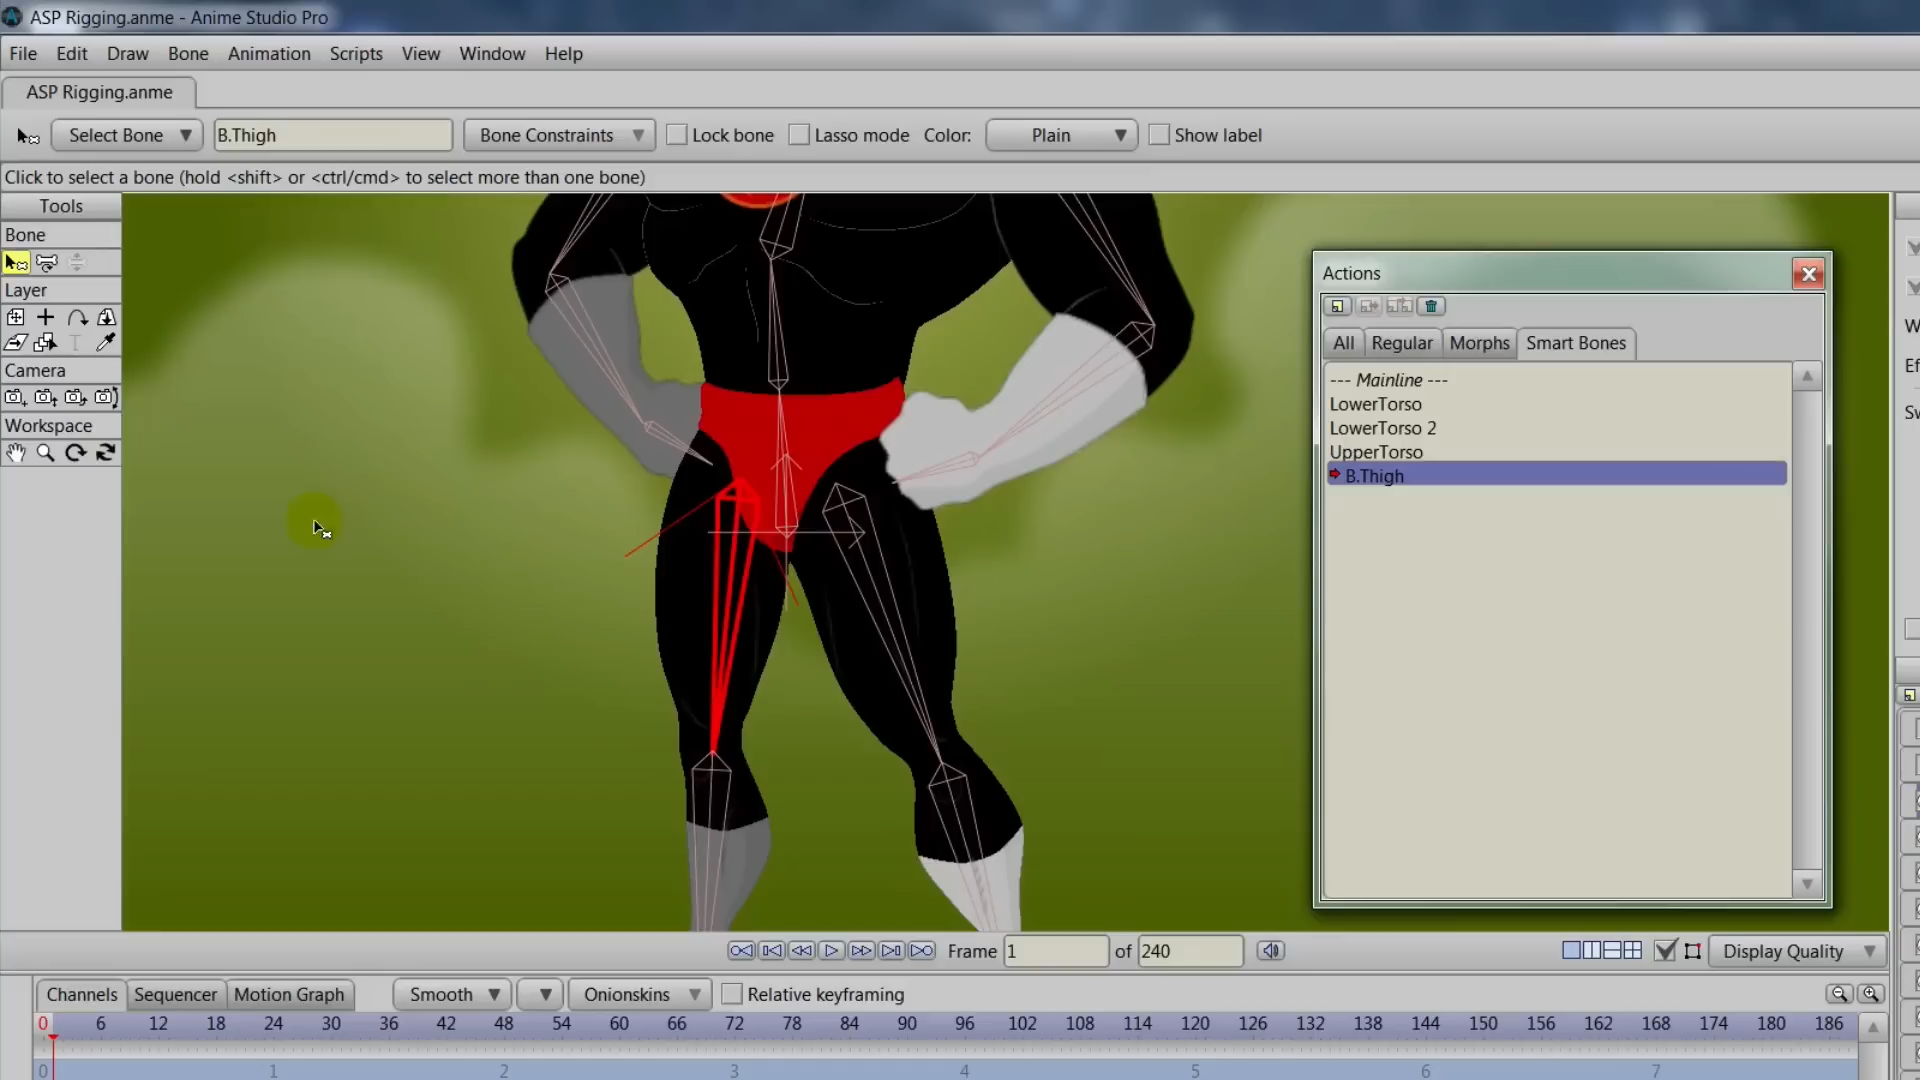 ASP Rigging.anme - Anime Studio Pro
File Edit Draw Bone Animation Scripts View Window Help
ASP Rigging.anme
Select Bone B.Thigh Bone Constraints Lock bone Lasso mode Color: Plain Show label
Click to select a bone (hold <shift> or <ctrl/cmd> to select more than one bone)
Tools
Bone
Layer
Camera
Workspace
Actions
All Regular Morphs Smart Bones
--- Mainline ---
LowerTorso
LowerTorso 2
UpperTorso
B.Thigh
Frame 1 of 240 Display Quality
Channels Sequencer Motion Graph Smooth Onionskins Relative keyframing
0 6 12 18 24 30 36 42 48 54 60 66 72 78 84 90 96 102 108 114 120 126 132 138 144 150 156 162 168 174 180 186
0 1 2 3 4 5 6 7